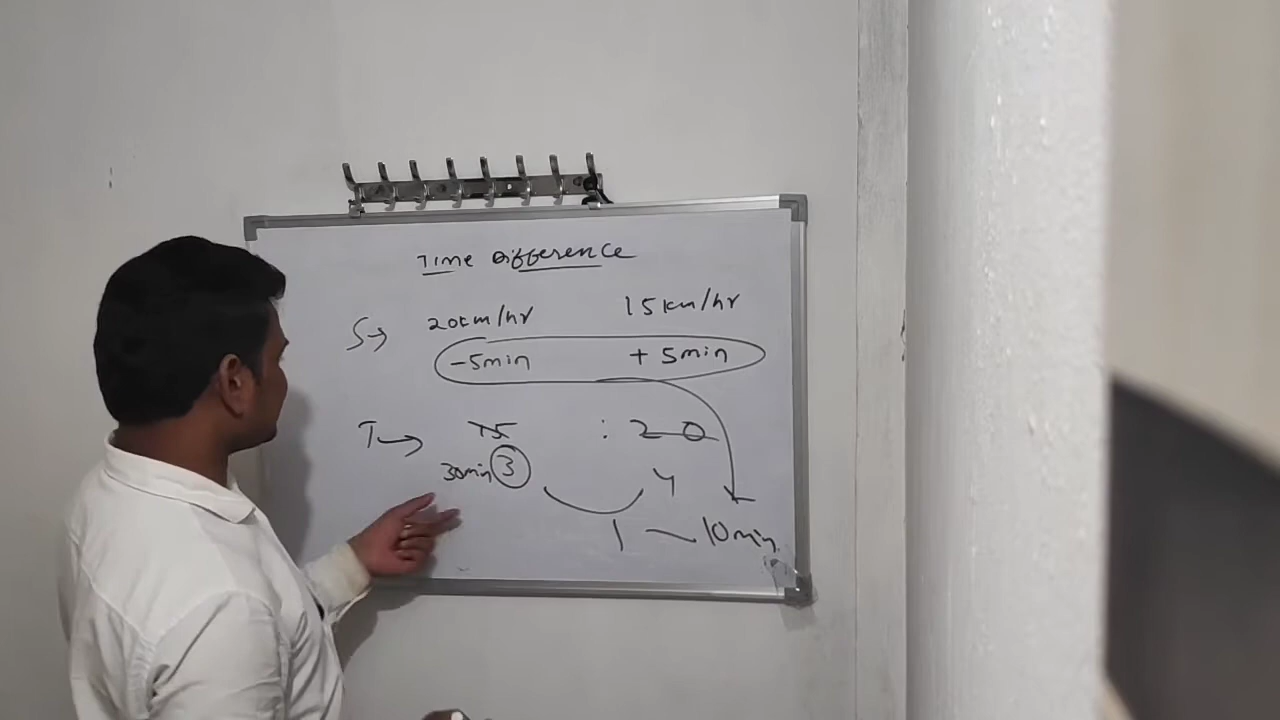 Time Difference
S→ 20km/hr 15km/hr
-5min + 5min
T→ 15 : 20
30min 3 4
1 ~ 10min